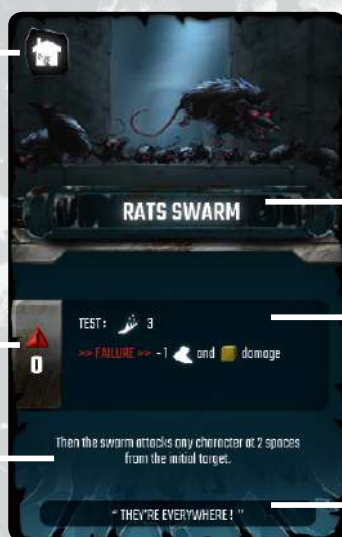 RATS SWARM
TEST: 3
0
>> FAILURE >> -1 and damage
Then the swarm attacks any character at 2 spaces
from the initial target.
“ THEY'RE EVERYWHERE ! ”